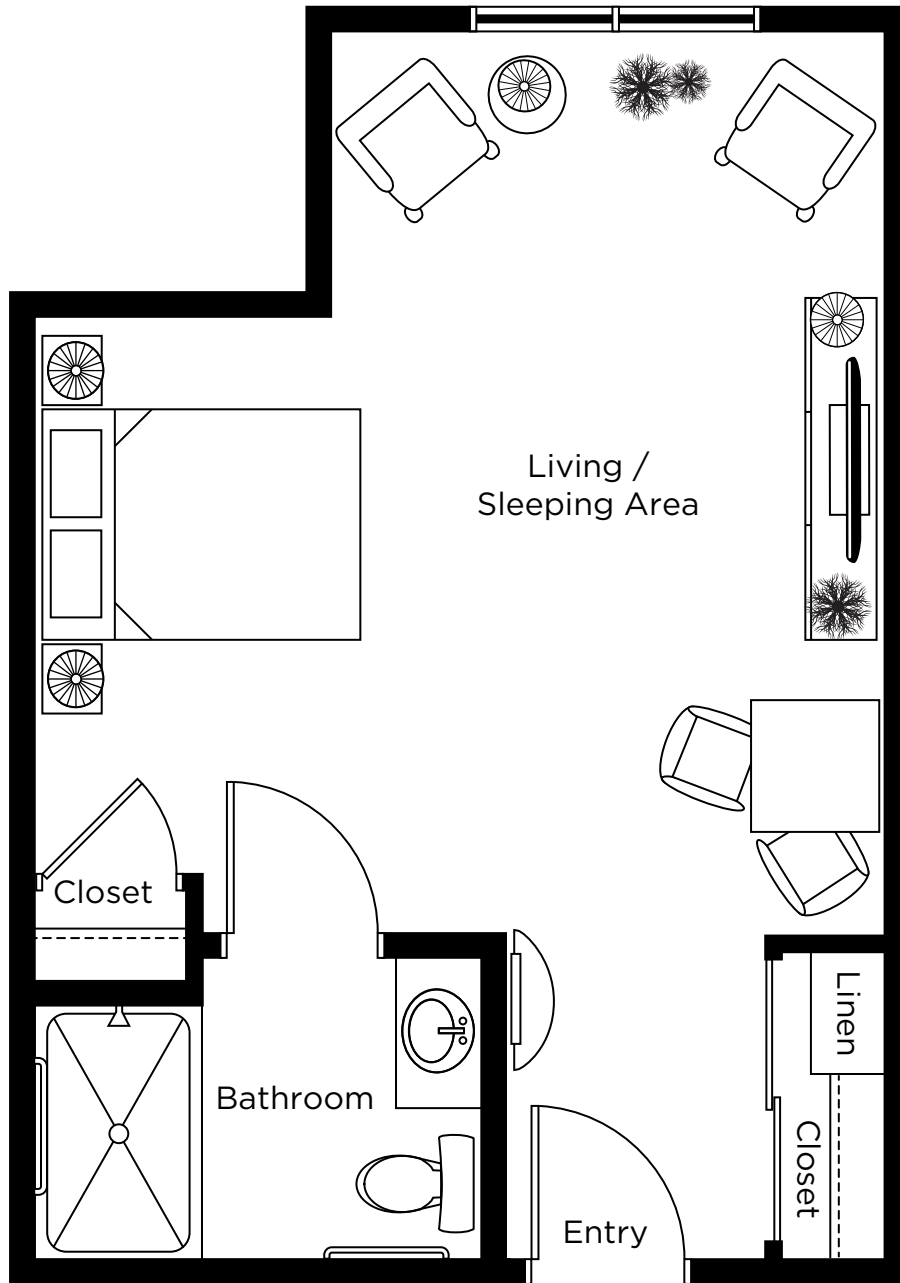 Living /
Sleeping Area
Closet
Linen
Bathroom
Closet
Entry